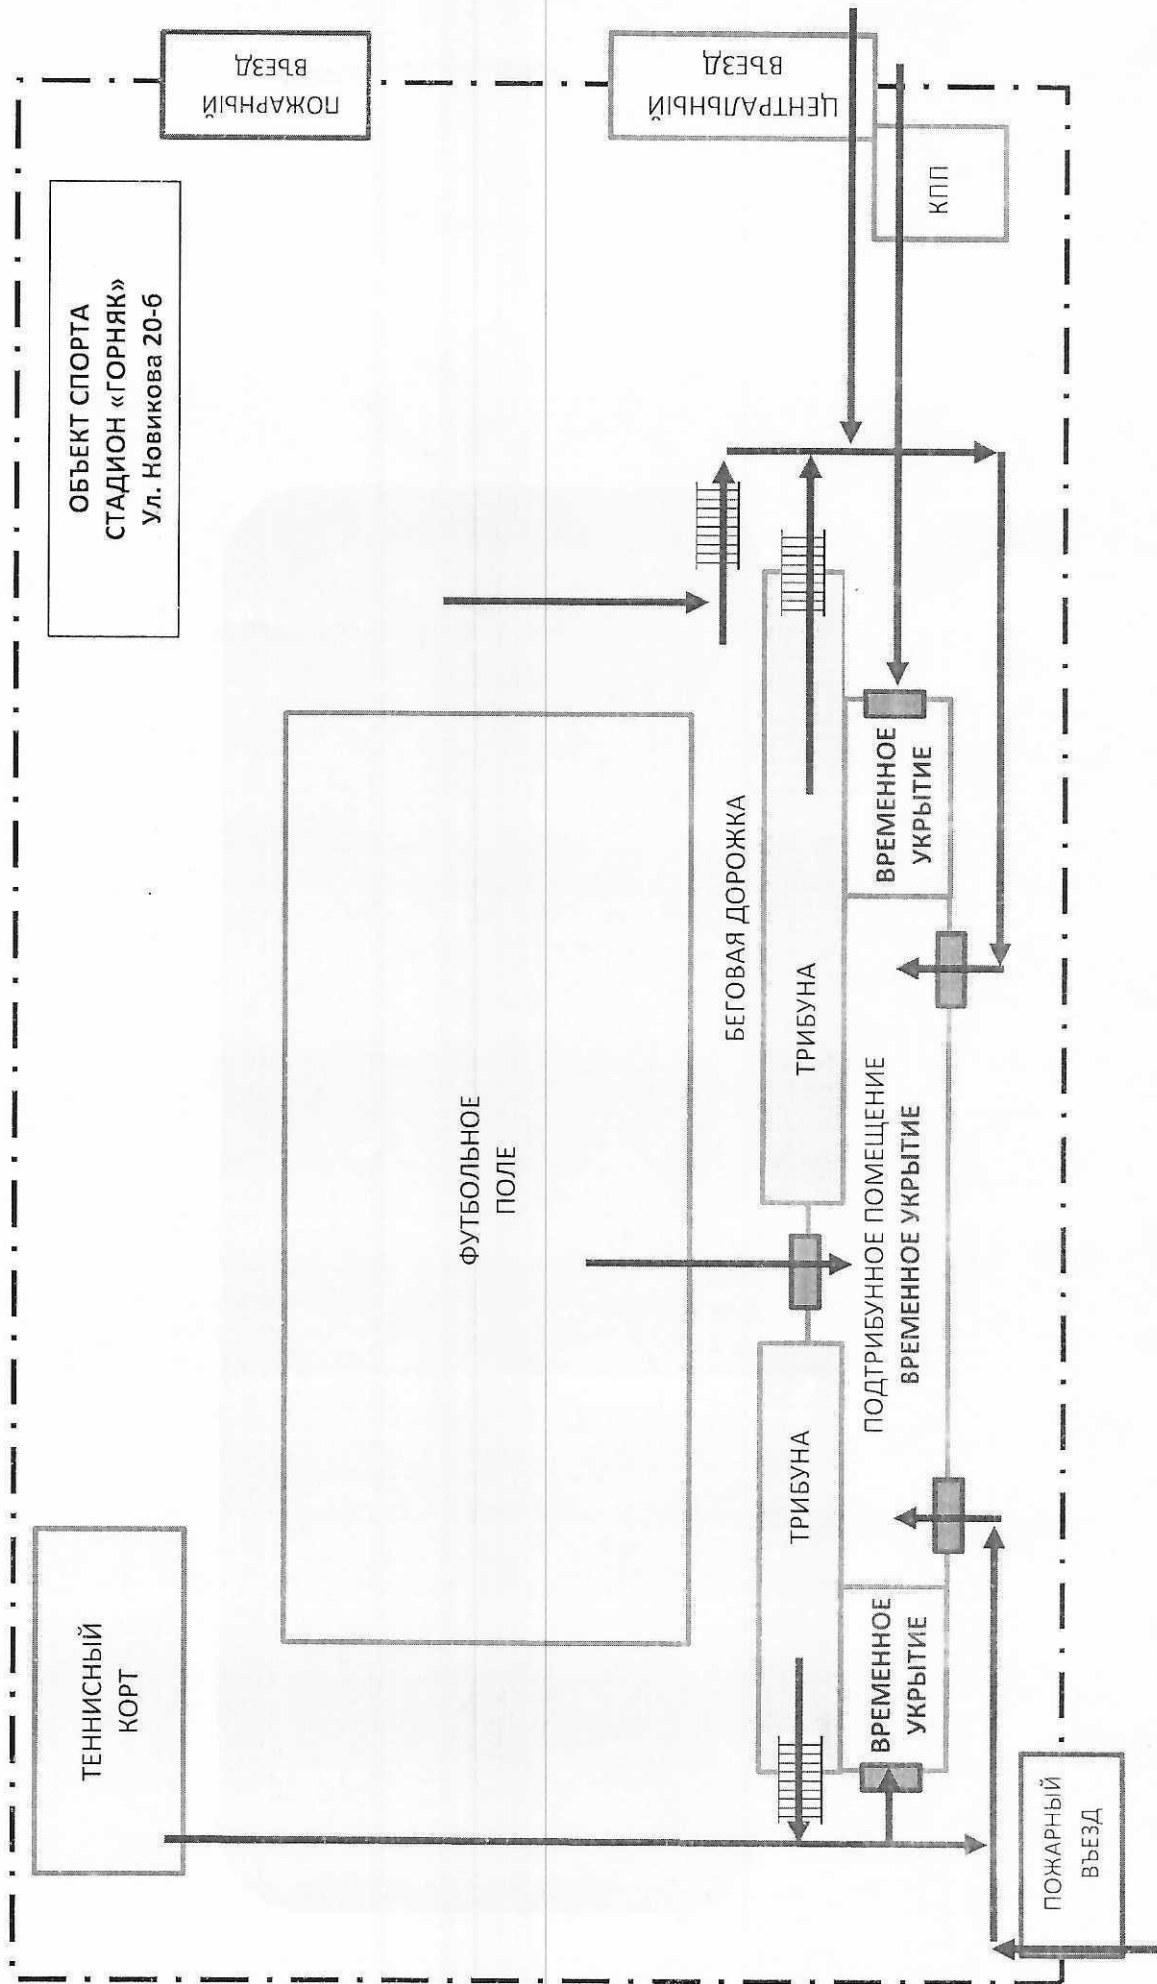 ОБЪЕКТ СПОРТА
СТАДИОН «ГОРНЯК»
Ул. Новикова 20-б
ПОЖАРНЫЙ
ВЪЕЗД
ЦЕНТРАЛЬНЫЙ
ВЪЕЗД
КПП
ТЕННИСНЫЙ
КОРТ
ФУТБОЛЬНОЕ
ПОЛЕ
БЕГОВАЯ ДОРОЖКА
ТРИБУНА
ТРИБУНА
ВРЕМЕННОЕ
УКРЫТИЕ
ПОДТРИБУННОЕ ПОМЕЩЕНИЕ
ВРЕМЕННОЕ УКРЫТИЕ
ВРЕМЕННОЕ
УКРЫТИЕ
ПОЖАРНЫЙ
ВЪЕЗД